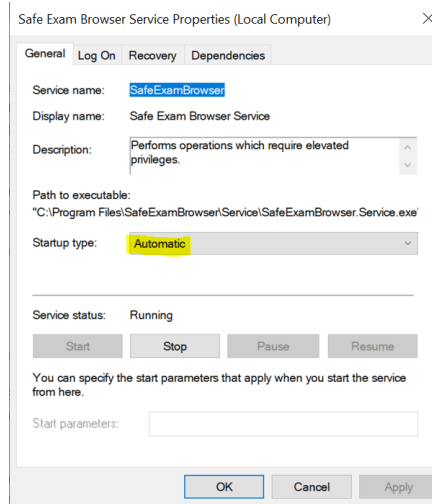 Safe Exam Browser Service Properties (Local Computer)
General Log On Recovery Dependencies
Service name: SafeExamBrowser
Display name: Safe Exam Browser Service
Description: Performs operations which require elevated
privileges.
Path to executable:
"C:\Program Files\SafeExamBrowser\Service\SafeExamBrowser.Service.exe"
Startup type: Automatic
Service status: Running
Start Stop Pause Resume
You can specify the start parameters that apply when you start the service
from here.
Start parameters:
OK Cancel Apply